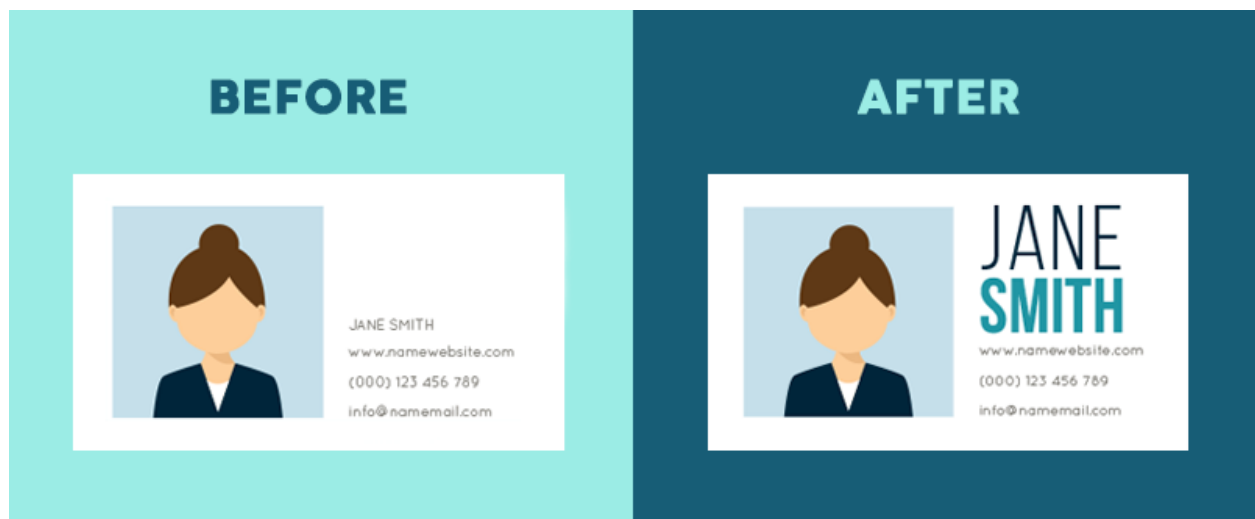 BEFORE
JANE SMITH
www.namewebsite.com
(000) 123 456 789
info@namemail.com
AFTER
JANE
SMITH
www.namewebsite.com
(000) 123 456 789
info@namemail.com